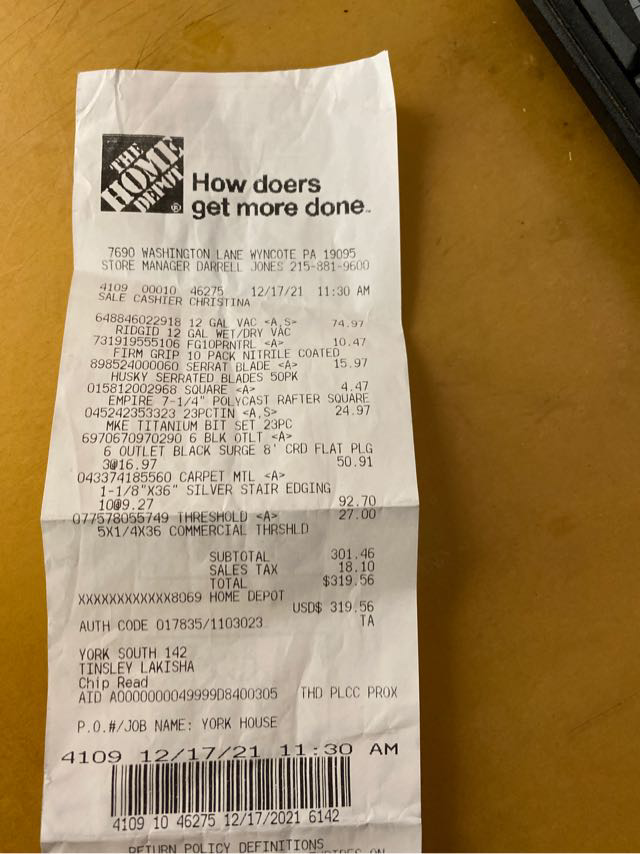 THE
HOME
DEPOT
®
How doers
get more done™
7690 WASHINGTON LANE WYNCOTE PA 19095
STORE MANAGER DARRELL JONES 215-881-9600
4109 00010 46275 12/17/21 11:30 AM
SALE CASHIER CHRISTINA
648846022918 12 GAL VAC <A,S> 74.97
RIDGID 12 GAL WET/DRY VAC
731919555106 FG10PRNTRL <A> 10.47
FIRM GRIP 10 PACK NITRILE COATED
898524000060 SERRAT BLADE <A> 15.97
HUSKY SERRATED BLADES 50PK
015812002968 SQUARE <A> 4.47
EMPIRE 7-1/4" POLYCAST RAFTER SQUARE
045242353323 23PCTIN <A,S> 24.97
MKE TITANIUM BIT SET 23PC
6970670970290 6 BLK OTLT <A>
6 OUTLET BLACK SURGE 8' CRD FLAT PLG
3@16.97 50.91
043374185560 CARPET MTL <A>
1-1/8"X36" SILVER STAIR EDGING
10@9.27 92.70
077578055749 THRESHOLD <A> 27.00
5X1/4X36 COMMERCIAL THRSHLD
SUBTOTAL 301.46
SALES TAX 18.10
TOTAL $319.56
XXXXXXXXXXXX8069 HOME DEPOT
USD$ 319.56
AUTH CODE 017835/1103023 TA
YORK SOUTH 142
TINSLEY LAKISHA
Chip Read
AID A0000000049999D8400305 THD PLCC PROX
P.O.#/JOB NAME: YORK HOUSE
4109 12/17/21 11:30 AM
4109 10 46275 12/17/2021 6142
RETURN POLICY DEFINITIONS
EXPIRES ON